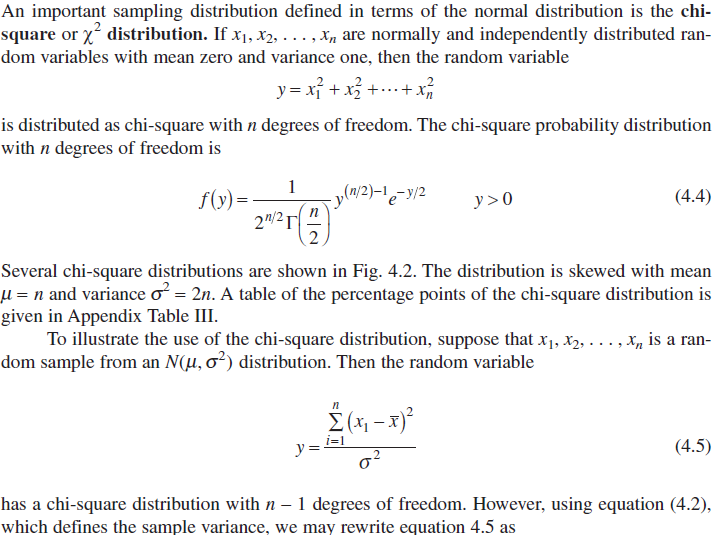 An important sampling distribution defined in terms of the normal distribution is the chi-
square or χ² distribution. If x₁, x₂, . . . , xₙ are normally and independently distributed ran-
dom variables with mean zero and variance one, then the random variable
y = x₁² + x₂² + ··· + xₙ²
is distributed as chi-square with n degrees of freedom. The chi-square probability distribution
with n degrees of freedom is
f(y) = 1 / (2^(n/2) Γ(n/2)) y^((n/2)−1) e^(−y/2) y > 0 (4.4)
Several chi-square distributions are shown in Fig. 4.2. The distribution is skewed with mean
μ = n and variance σ² = 2n. A table of the percentage points of the chi-square distribution is
given in Appendix Table III.
To illustrate the use of the chi-square distribution, suppose that x₁, x₂, . . . , xₙ is a ran-
dom sample from an N(μ, σ²) distribution. Then the random variable
y = Σ_(i=1)^n (x₁ − x̄)² / σ² (4.5)
has a chi-square distribution with n − 1 degrees of freedom. However, using equation (4.2),
which defines the sample variance, we may rewrite equation 4.5 as